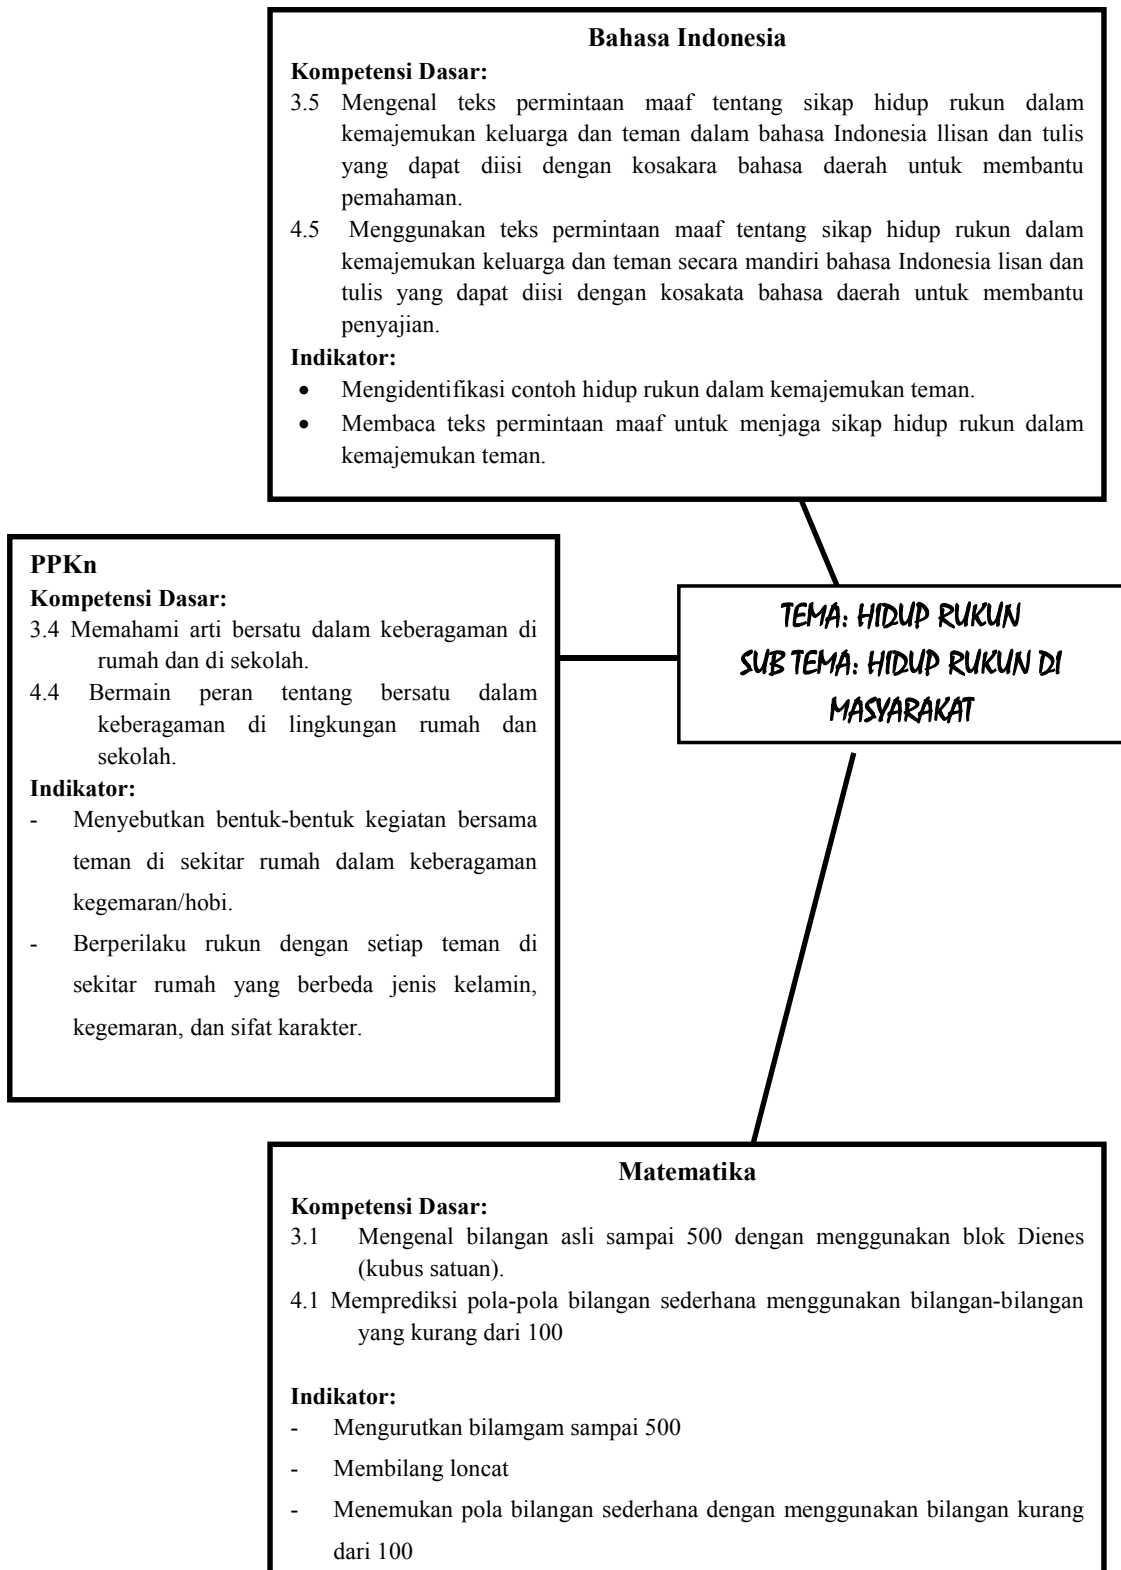 Bahasa Indonesia
Kompetensi Dasar:
3.5 Mengenal teks permintaan maaf tentang sikap hidup rukun dalam
kemajemukan keluarga dan teman dalam bahasa Indonesia llisan dan tulis
yang dapat diisi dengan kosakara bahasa daerah untuk membantu
pemahaman.
4.5 Menggunakan teks permintaan maaf tentang sikap hidup rukun dalam
kemajemukan keluarga dan teman secara mandiri bahasa Indonesia lisan dan
tulis yang dapat diisi dengan kosakata bahasa daerah untuk membantu
penyajian.
Indikator:
• Mengidentifikasi contoh hidup rukun dalam kemajemukan teman.
• Membaca teks permintaan maaf untuk menjaga sikap hidup rukun dalam
kemajemukan teman.
PPKn
Kompetensi Dasar:
3.4 Memahami arti bersatu dalam keberagaman di
rumah dan di sekolah.
4.4 Bermain peran tentang bersatu dalam
keberagaman di lingkungan rumah dan
sekolah.
Indikator:
- Menyebutkan bentuk-bentuk kegiatan bersama
teman di sekitar rumah dalam keberagaman
kegemaran/hobi.
- Berperilaku rukun dengan setiap teman di
sekitar rumah yang berbeda jenis kelamin,
kegemaran, dan sifat karakter.
TEMA: HIDUP RUKUN
SUB TEMA: HIDUP RUKUN DI
MASYARAKAT
Matematika
Kompetensi Dasar:
3.1 Mengenal bilangan asli sampai 500 dengan menggunakan blok Dienes
(kubus satuan).
4.1 Memprediksi pola-pola bilangan sederhana menggunakan bilangan-bilangan
yang kurang dari 100
Indikator:
- Mengurutkan bilamgam sampai 500
- Membilang loncat
- Menemukan pola bilangan sederhana dengan menggunakan bilangan kurang
dari 100